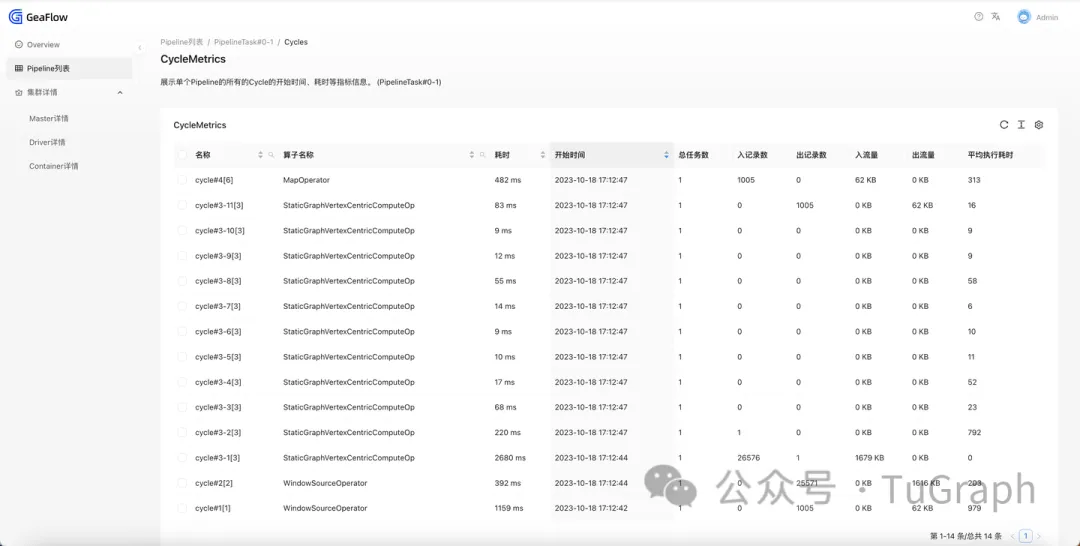 GeaFlow
Admin
Overview
Pipeline列表
集群详情
Master详情
Driver详情
Container详情
Pipeline列表 / PipelineTask#0-1 / Cycles
CycleMetrics
展示单个Pipeline的所有的Cycle的开始时间、耗时等指标信息。 (PipelineTask#0-1)
CycleMetrics
名称 算子名称 耗时 开始时间 总任务数 入记录数 出记录数 入流量 出流量 平均执行耗时
cycle#4[6] MapOperator 482 ms 2023-10-18 17:12:47 1 1005 0 62 KB 0 KB 313
cycle#3-11[3] StaticGraphVertexCentricComputeOp 83 ms 2023-10-18 17:12:47 1 0 1005 0 KB 62 KB 16
cycle#3-10[3] StaticGraphVertexCentricComputeOp 9 ms 2023-10-18 17:12:47 1 0 0 0 KB 0 KB 9
cycle#3-9[3] StaticGraphVertexCentricComputeOp 12 ms 2023-10-18 17:12:47 1 0 0 0 KB 0 KB 9
cycle#3-8[3] StaticGraphVertexCentricComputeOp 55 ms 2023-10-18 17:12:47 1 0 0 0 KB 0 KB 58
cycle#3-7[3] StaticGraphVertexCentricComputeOp 14 ms 2023-10-18 17:12:47 1 0 0 0 KB 0 KB 6
cycle#3-6[3] StaticGraphVertexCentricComputeOp 9 ms 2023-10-18 17:12:47 1 0 0 0 KB 0 KB 10
cycle#3-5[3] StaticGraphVertexCentricComputeOp 10 ms 2023-10-18 17:12:47 1 0 0 0 KB 0 KB 11
cycle#3-4[3] StaticGraphVertexCentricComputeOp 17 ms 2023-10-18 17:12:47 1 0 0 0 KB 0 KB 52
cycle#3-3[3] StaticGraphVertexCentricComputeOp 68 ms 2023-10-18 17:12:47 1 0 0 0 KB 0 KB 23
cycle#3-2[3] StaticGraphVertexCentricComputeOp 220 ms 2023-10-18 17:12:47 1 1 0 0 KB 0 KB 792
cycle#3-1[3] StaticGraphVertexCentricComputeOp 2680 ms 2023-10-18 17:12:44 1 26576 1 1679 KB 0 KB 0
cycle#2[2] WindowSourceOperator 392 ms 2023-10-18 17:12:44 1 0 25571 0 KB 1616 KB 203
cycle#1[1] WindowSourceOperator 1159 ms 2023-10-18 17:12:42 1 0 1005 0 KB 62 KB 979
公众号 · TuGraph
第 1-14 条/总共 14 条 1